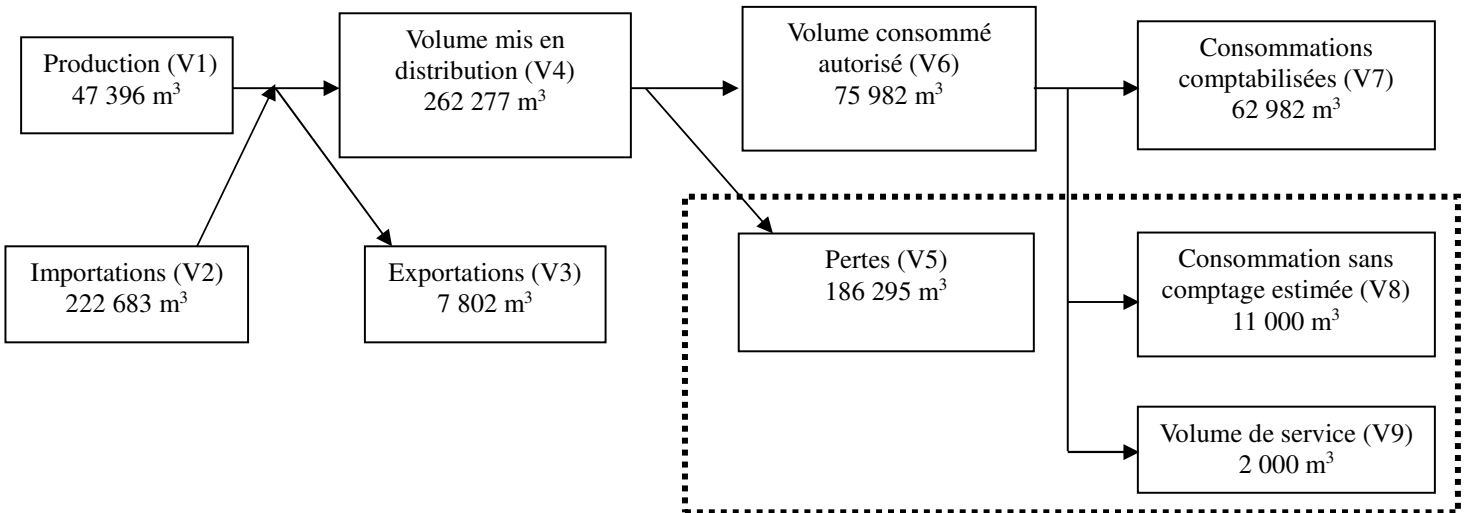 Production (V1)
47 396 m³
Volume mis en
distribution (V4)
262 277 m³
Volume consommé
autorisé (V6)
75 982 m³
Consommations
comptabilisées (V7)
62 982 m³
Importations (V2)
222 683 m³
Exportations (V3)
7 802 m³
Pertes (V5)
186 295 m³
Consommation sans
comptage estimée (V8)
11 000 m³
Volume de service (V9)
2 000 m³